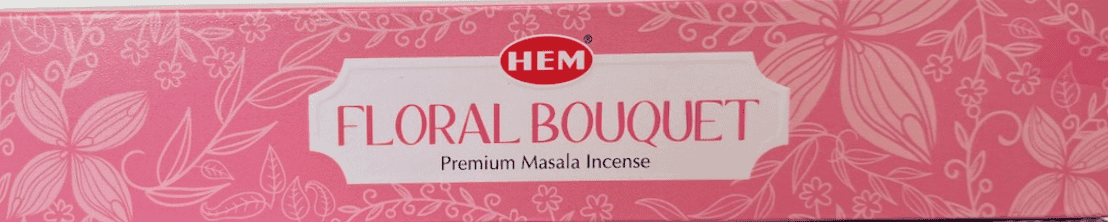 HEM®
FLORAL BOUQUET
Premium Masala Incense